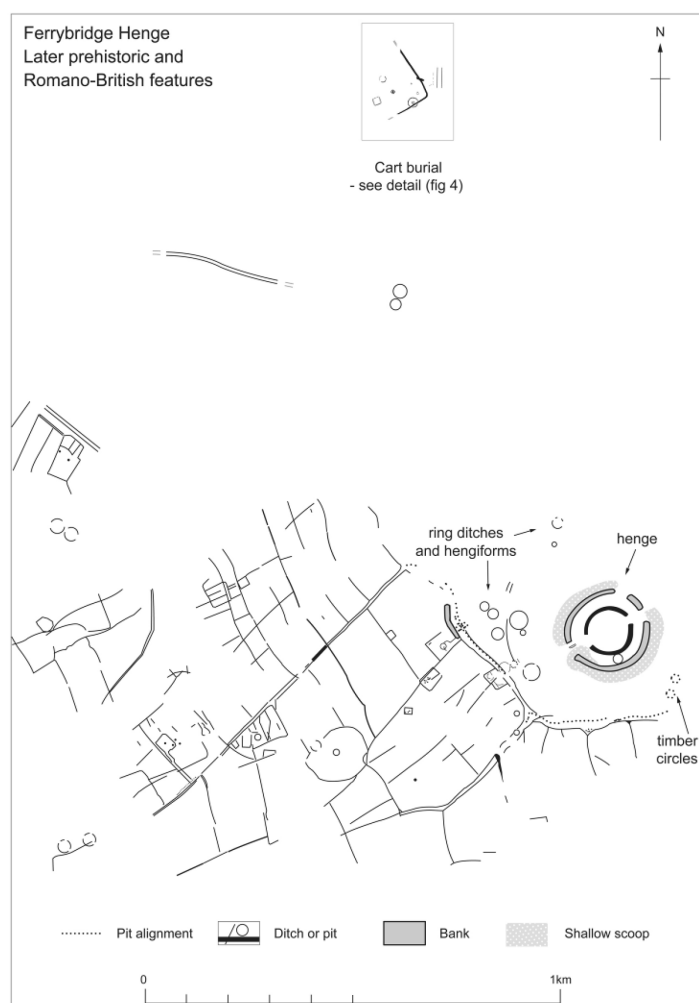 Ferrybridge Henge
Later prehistoric and
Romano-British features
N
Cart burial
- see detail (fig 4)
ring ditches
and hengiforms
henge
timber
circles
Pit alignment
Ditch or pit
Bank
Shallow scoop
0
1km